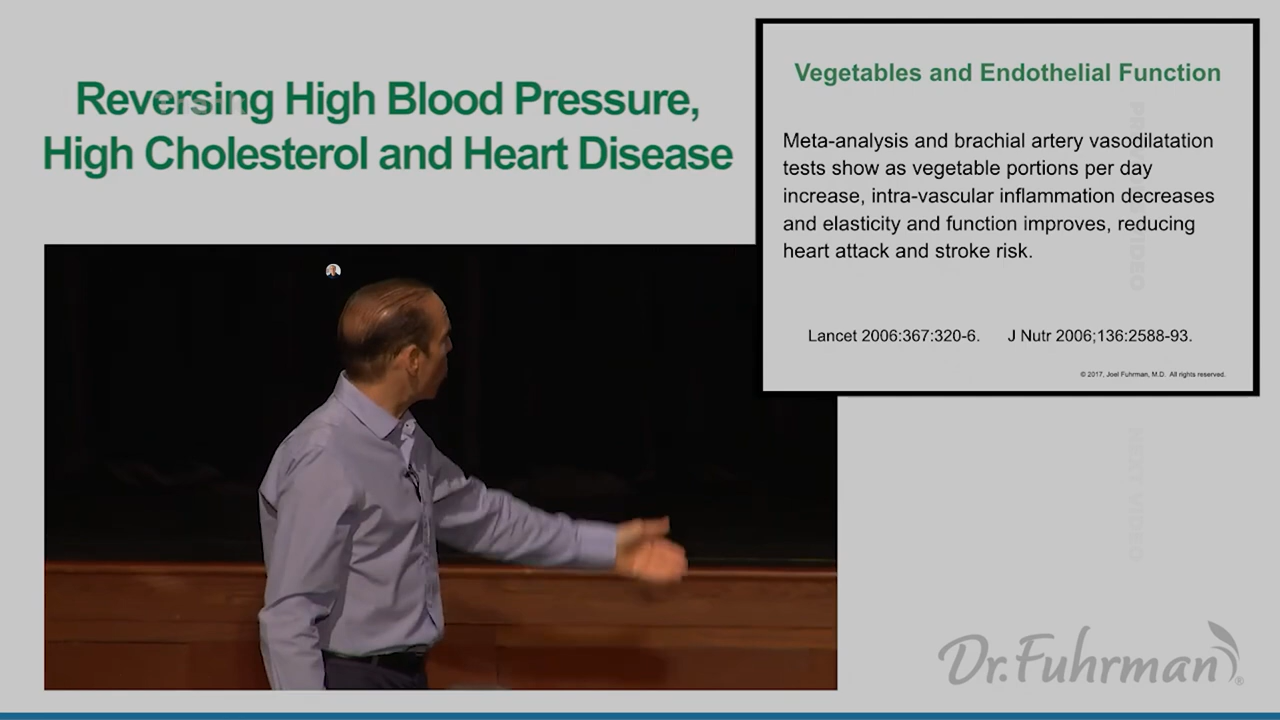 Reversing High Blood Pressure,
High Cholesterol and Heart Disease
Vegetables and Endothelial Function
Meta-analysis and brachial artery vasodilatation
tests show as vegetable portions per day
increase, intra-vascular inflammation decreases
and elasticity and function improves, reducing
heart attack and stroke risk.
Lancet 2006:367:320-6. J Nutr 2006;136:2588-93.
© 2017, Joel Fuhrman, M.D. All rights reserved.
NEXT VIDEO
Dr.Fuhrman®